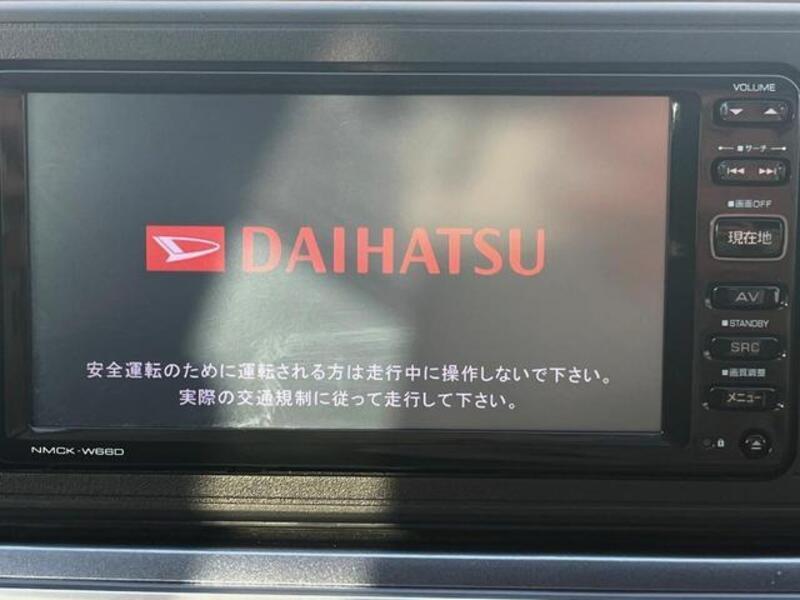 VOLUME
サーチ
画面OFF
現在地
DAIHATSU
AV
STANDBY
SRC
安全運転のために運転される方は走行中に操作しないで下さい。
画質調整
実際の交通規制に従って走行して下さい。
メニュー
NMCK-W66D